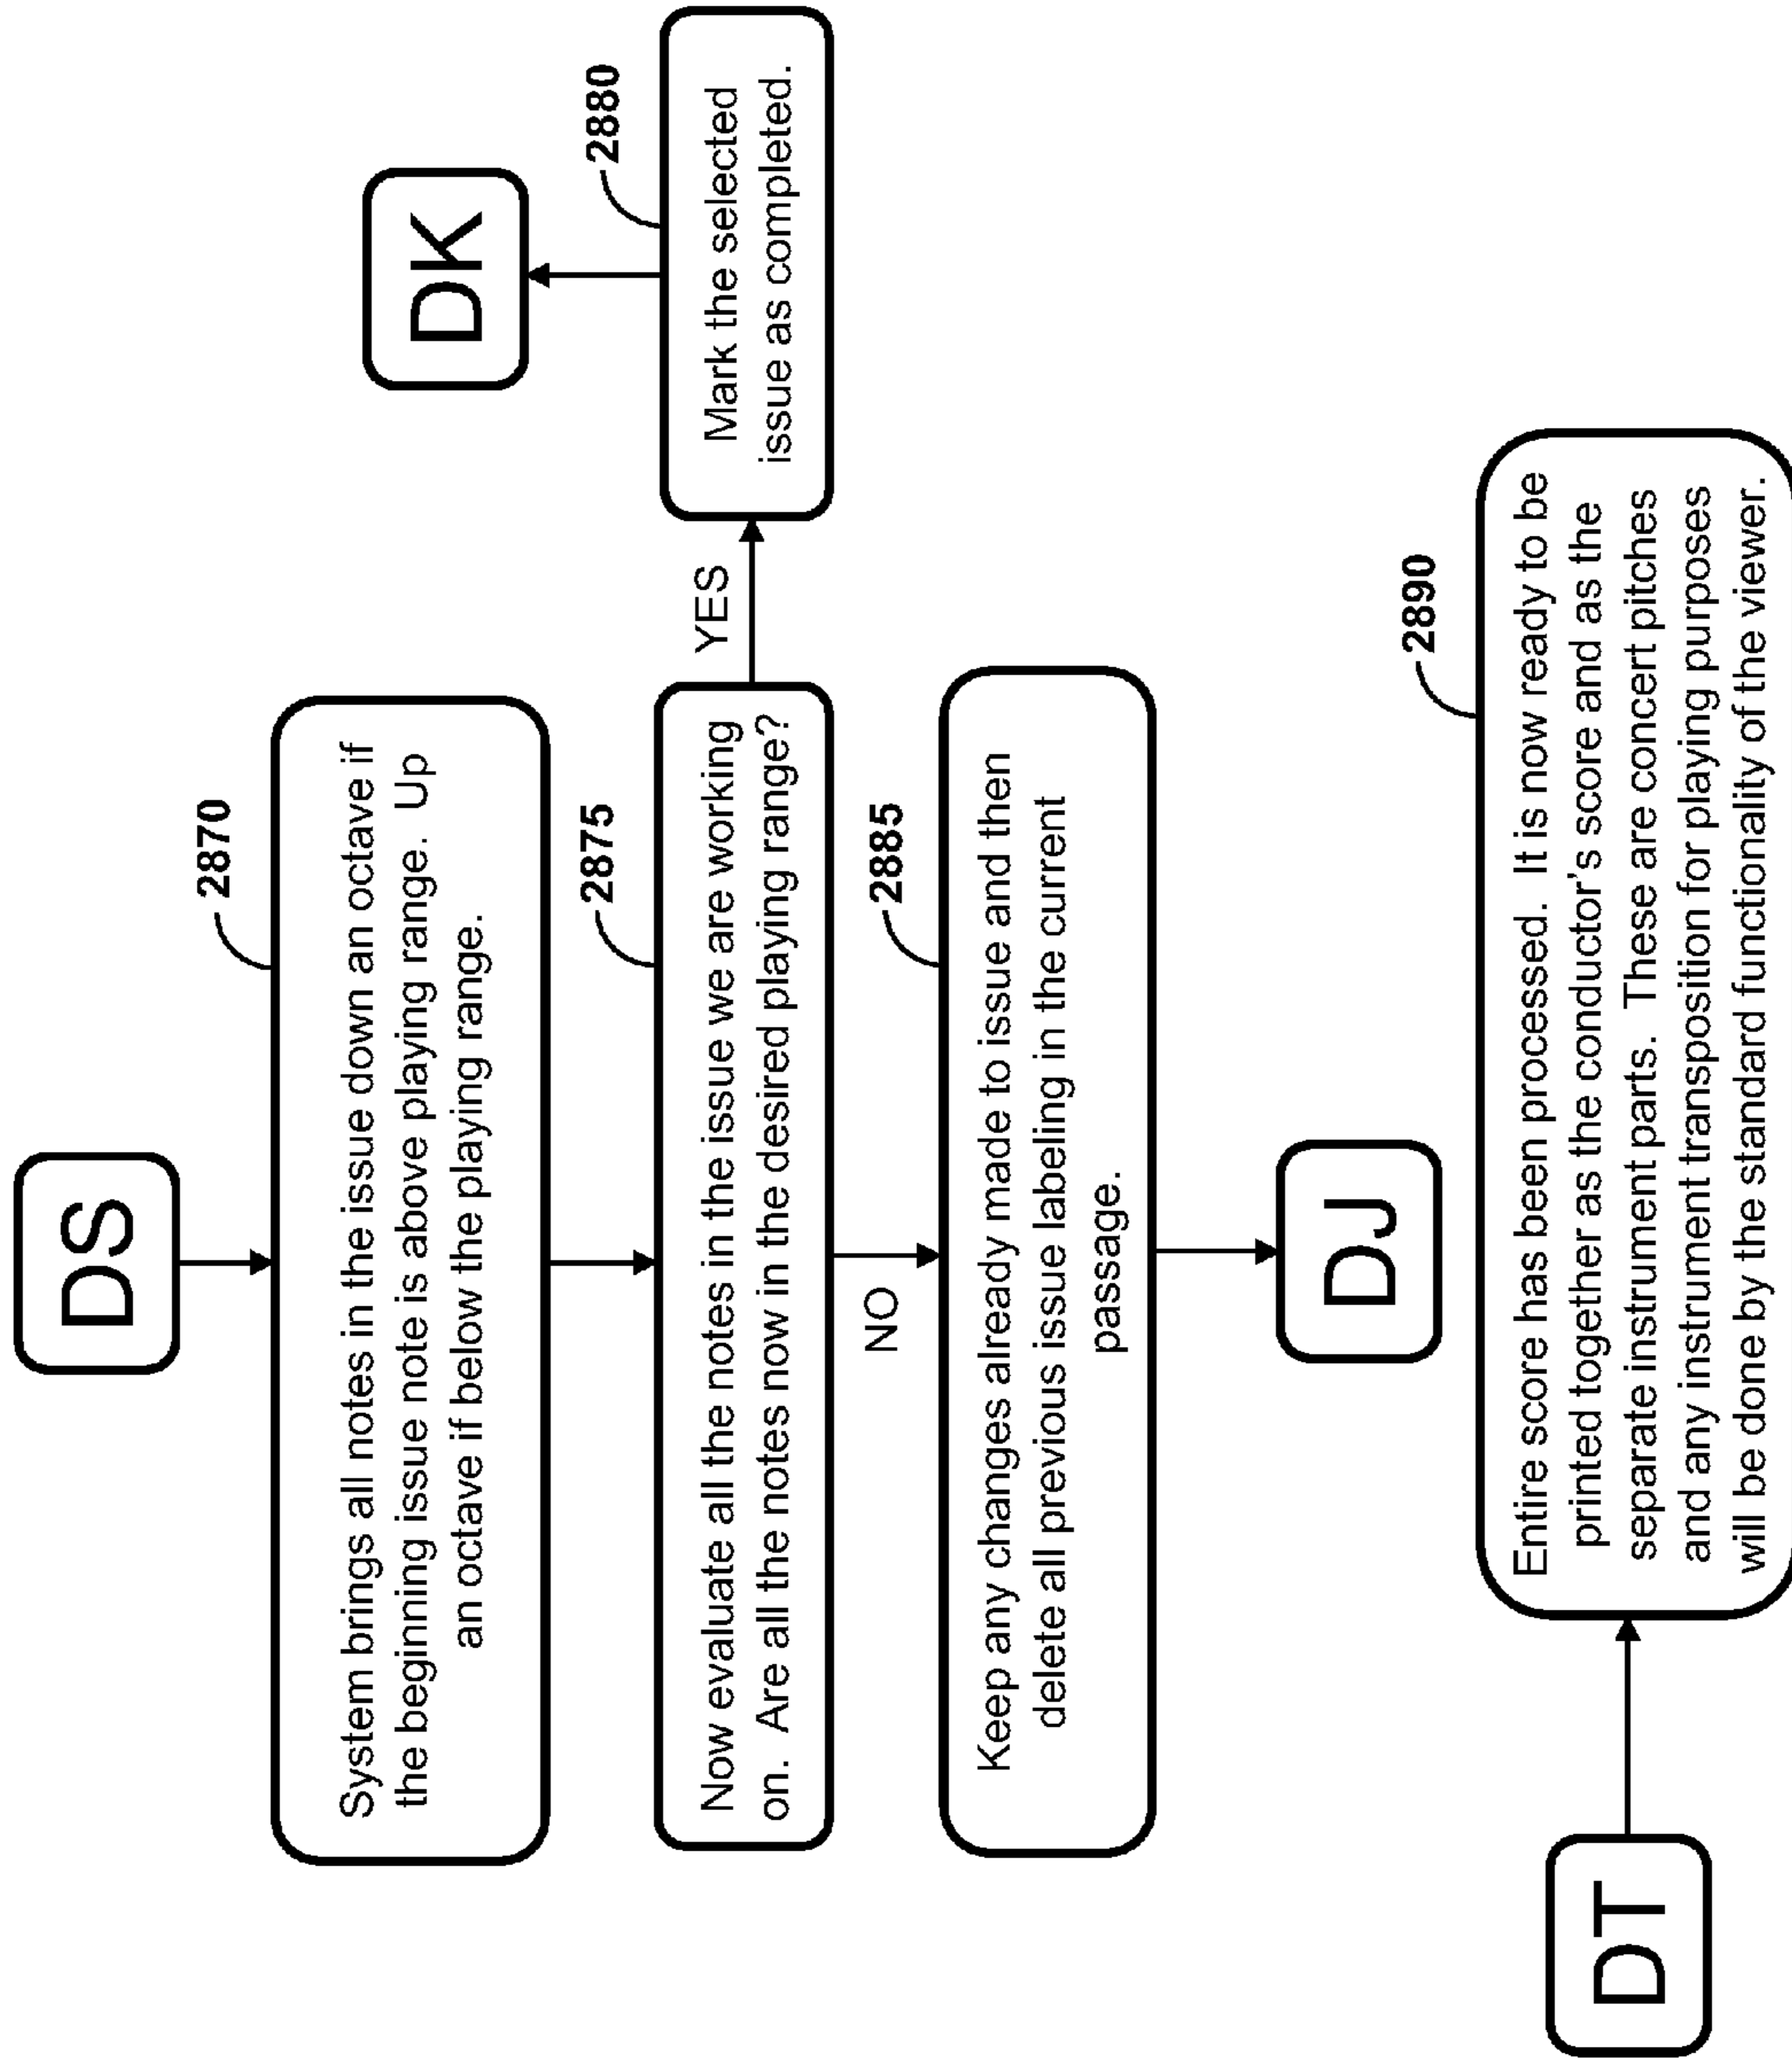 DS
2870
System brings all notes in the issue down an octave if
the beginning issue note is above playing range.  Up
an octave if below the playing range.
2875
Now evaluate all the notes in the issue we are working
on.  Are all the notes now in the desired playing range?
YES
2880
Mark the selected
issue as completed.
DK
NO
2885
Keep any changes already made to issue and then
delete all previous issue labeling in the current
passage.
DJ
DT
2890
Entire score has been processed.  It is now ready to be
printed together as the conductor's score and as the
separate instrument parts.  These are concert pitches
and any instrument transposition for playing purposes
will be done by the standard functionality of the viewer.